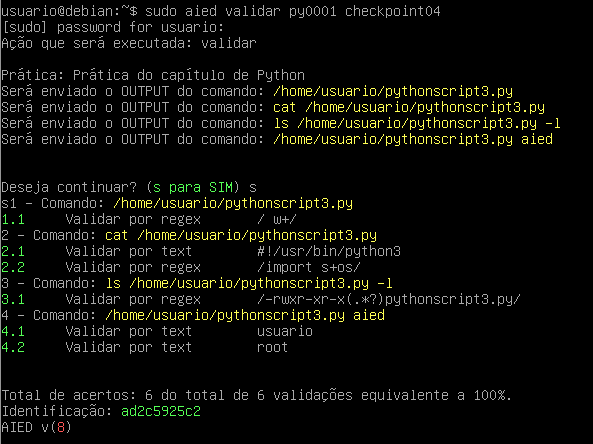 usuario@debian:~$ sudo aied validar py0001 checkpoint04
[sudo] password for usuario:
Ação que será executada: validar
Prática: Prática do capítulo de Python
Será enviado o OUTPUT do comando: /home/usuario/pythonscript3.py
Será enviado o OUTPUT do comando: cat /home/usuario/pythonscript3.py
Será enviado o OUTPUT do comando: ls /home/usuario/pythonscript3.py -l
Será enviado o OUTPUT do comando: /home/usuario/pythonscript3.py aied
Deseja continuar? (s para SIM) s
s1 - Comando: /home/usuario/pythonscript3.py
1.1 Validar por regex / w+/
2 - Comando: cat /home/usuario/pythonscript3.py
2.1 Validar por text #!/usr/bin/python3
2.2 Validar por regex /import s+os/
3 - Comando: ls /home/usuario/pythonscript3.py -l
3.1 Validar por regex /-rwxr-xr-x(.*?)pythonscript3.py/
4 - Comando: /home/usuario/pythonscript3.py aied
4.1 Validar por text usuario
4.2 Validar por text root
Total de acertos: 6 do total de 6 validações equivalente a 100%.
Identificação: ad2c5925c2
AIED v(8)